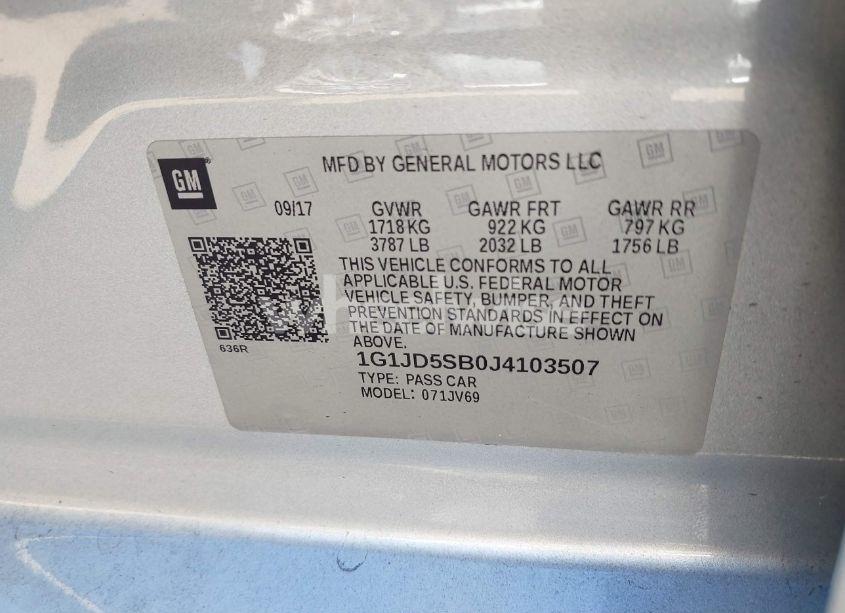 GM
MFD BY GENERAL MOTORS LLC
09/17
GVWR GAWR FRT GAWR RR
1718 KG 922 KG 797 KG
3787 LB 2032 LB 1756 LB
THIS VEHICLE CONFORMS TO ALL
APPLICABLE U.S. FEDERAL MOTOR
VEHICLE SAFETY, BUMPER, AND THEFT
PREVENTION STANDARDS IN EFFECT ON
THE DATE OF MANUFACTURE SHOWN
ABOVE.
636R
1G1JD5SB0J4103507
TYPE: PASS CAR
MODEL: 071JV69